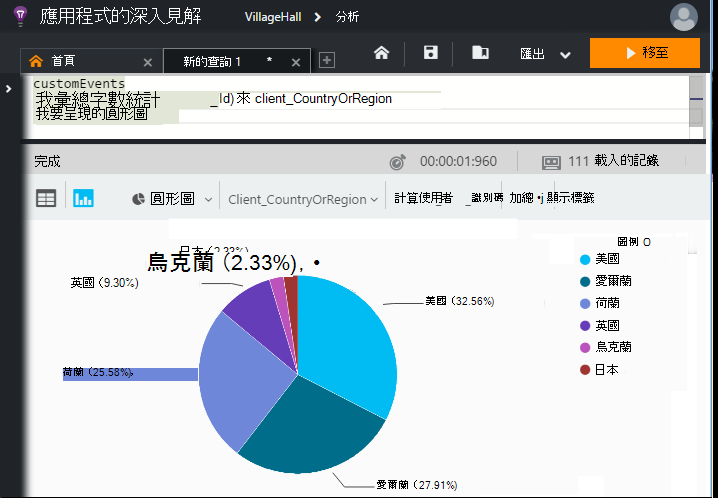 應用程式的深入見解 VillageHall > 分析
首頁 × 新的查詢 1 * × + 匯出 移至
customEvents
我彙總字數統計 _Id)來 client_CountryOrRegion
我要呈現的圓形圖
完成 00:00:01:960 111 載入的記錄
圓形圖 Client_CountryOrRegion 計算使用者 _識別碼 加總 •j 顯示標籤
日本 (2.33%)
烏克蘭 (2.33%), •
英國 (9.30%)
美國 (32.56%)
荷蘭 (25.58%),
愛爾蘭 (27.91%)
圖例 O
美國
愛爾蘭
荷蘭
英國
烏克蘭
日本